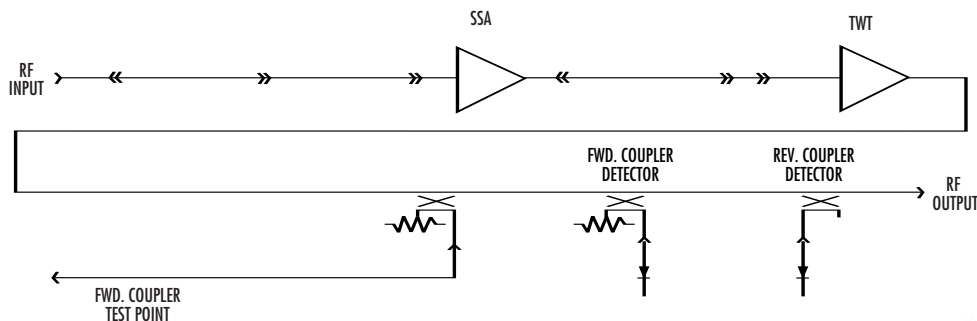 SSA
TWT
RF
INPUT
FWD. COUPLER
DETECTOR
REV. COUPLER
DETECTOR
RF
OUTPUT
FWD. COUPLER
TEST POINT